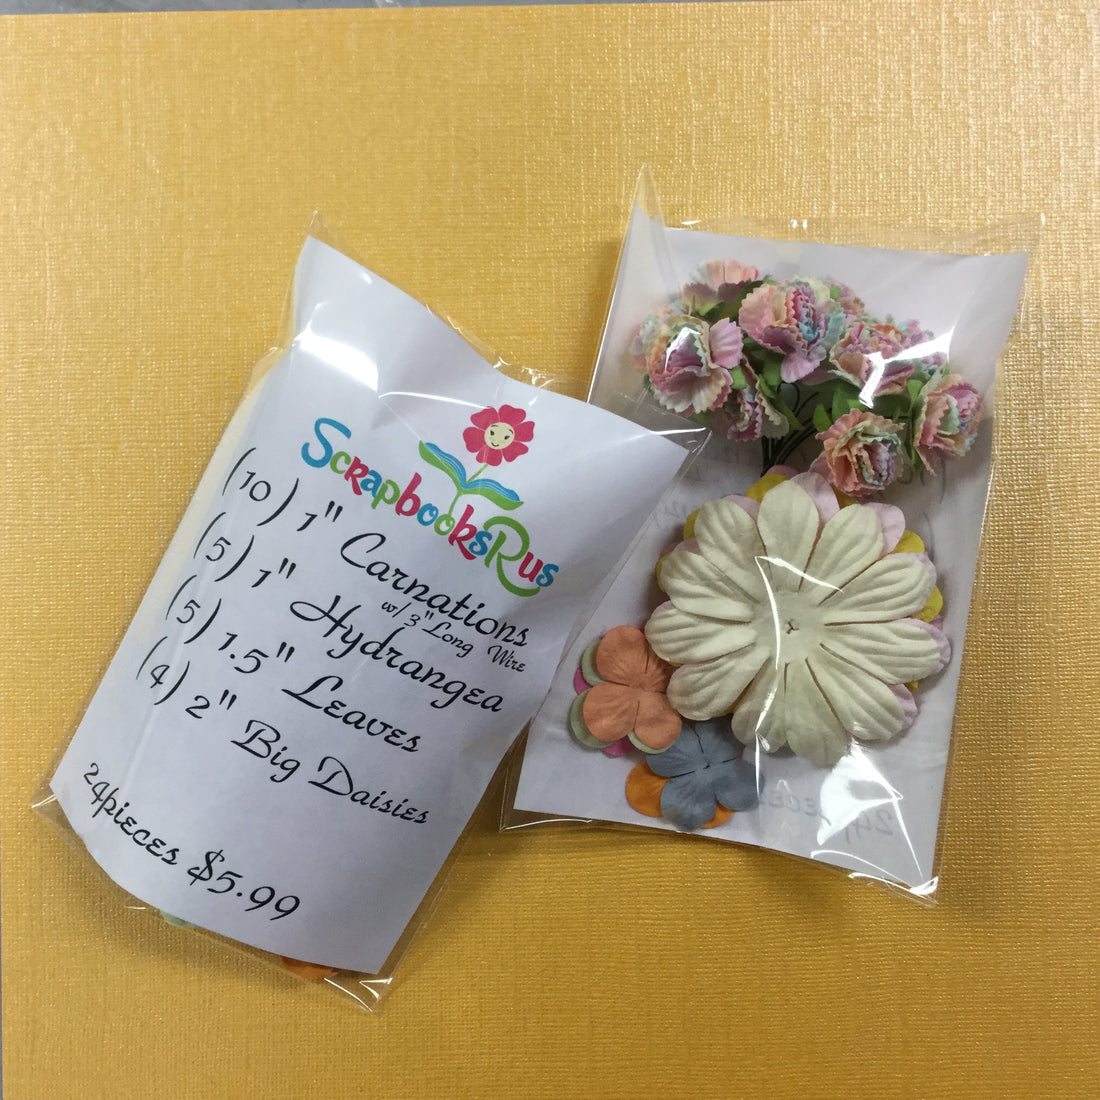 ScrapbooksRus
(10) 1" Carnations
w/ 3" Long Wire
(5) 1" Hydrangea
(5) 1.5" Leaves
(4) 2" Big Daisies
24pieces $5.99